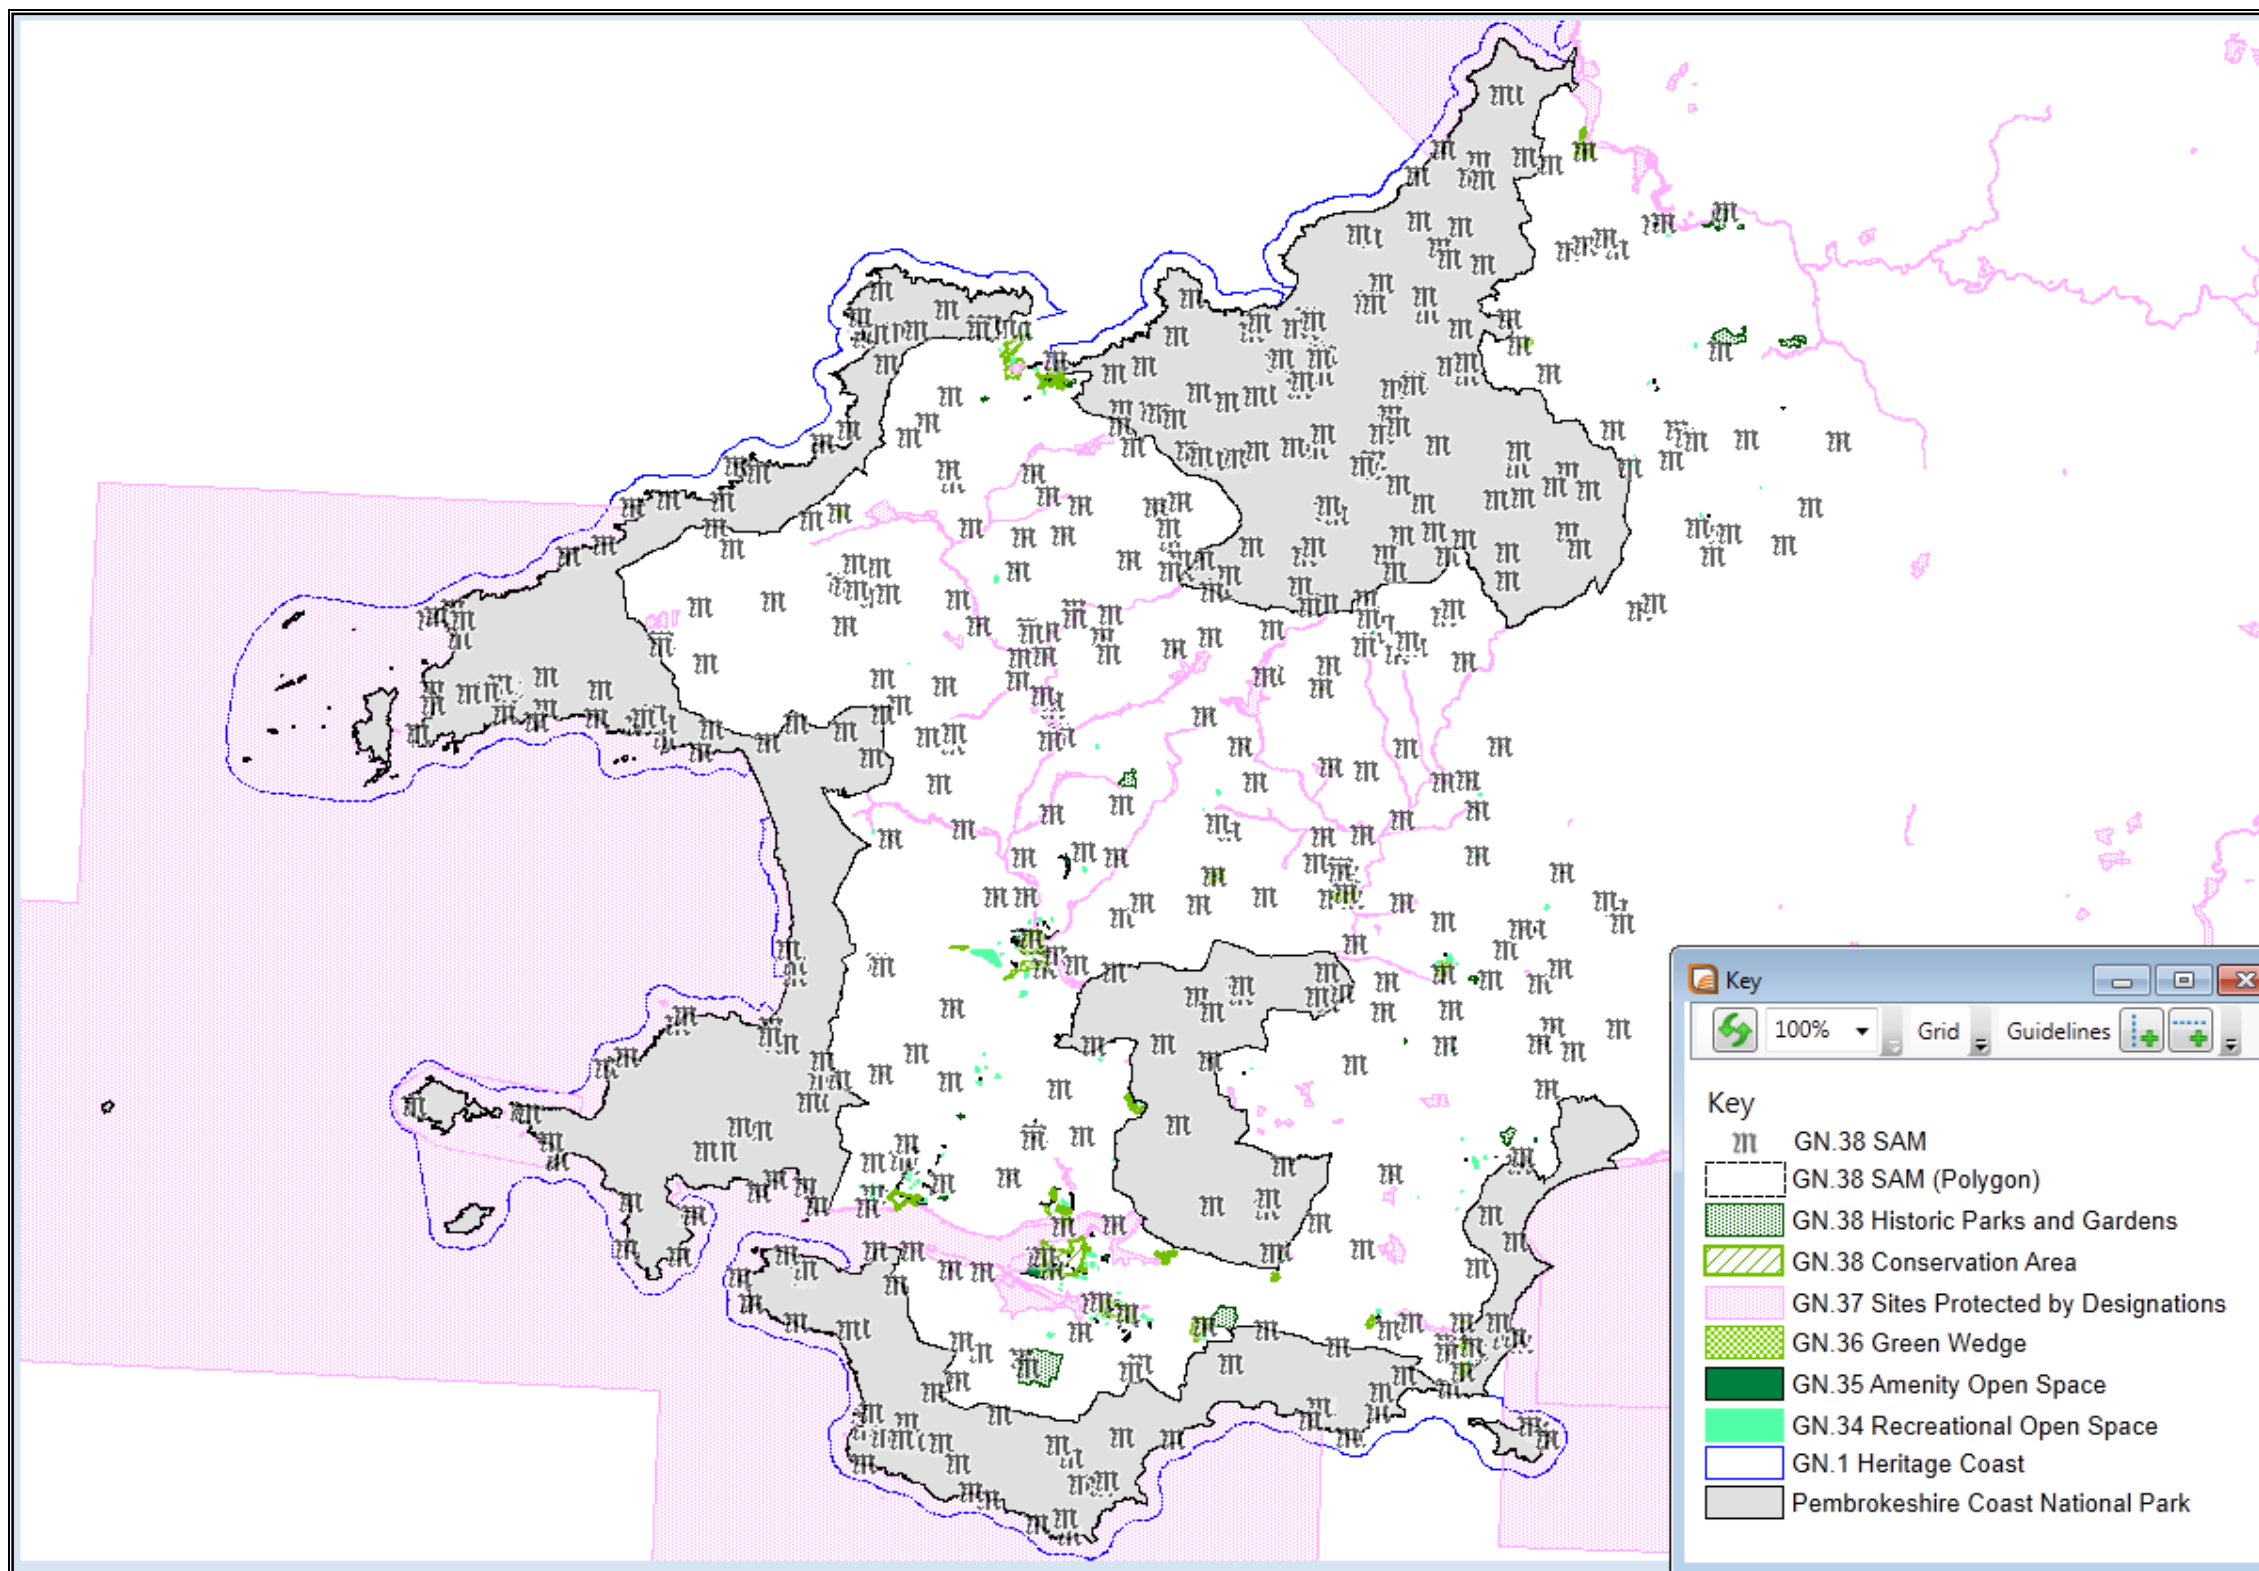 Key
100%
Grid
Guidelines
Key
GN.38 SAM
GN.38 SAM (Polygon)
GN.38 Historic Parks and Gardens
GN.38 Conservation Area
GN.37 Sites Protected by Designations
GN.36 Green Wedge
GN.35 Amenity Open Space
GN.34 Recreational Open Space
GN.1 Heritage Coast
Pembrokeshire Coast National Park